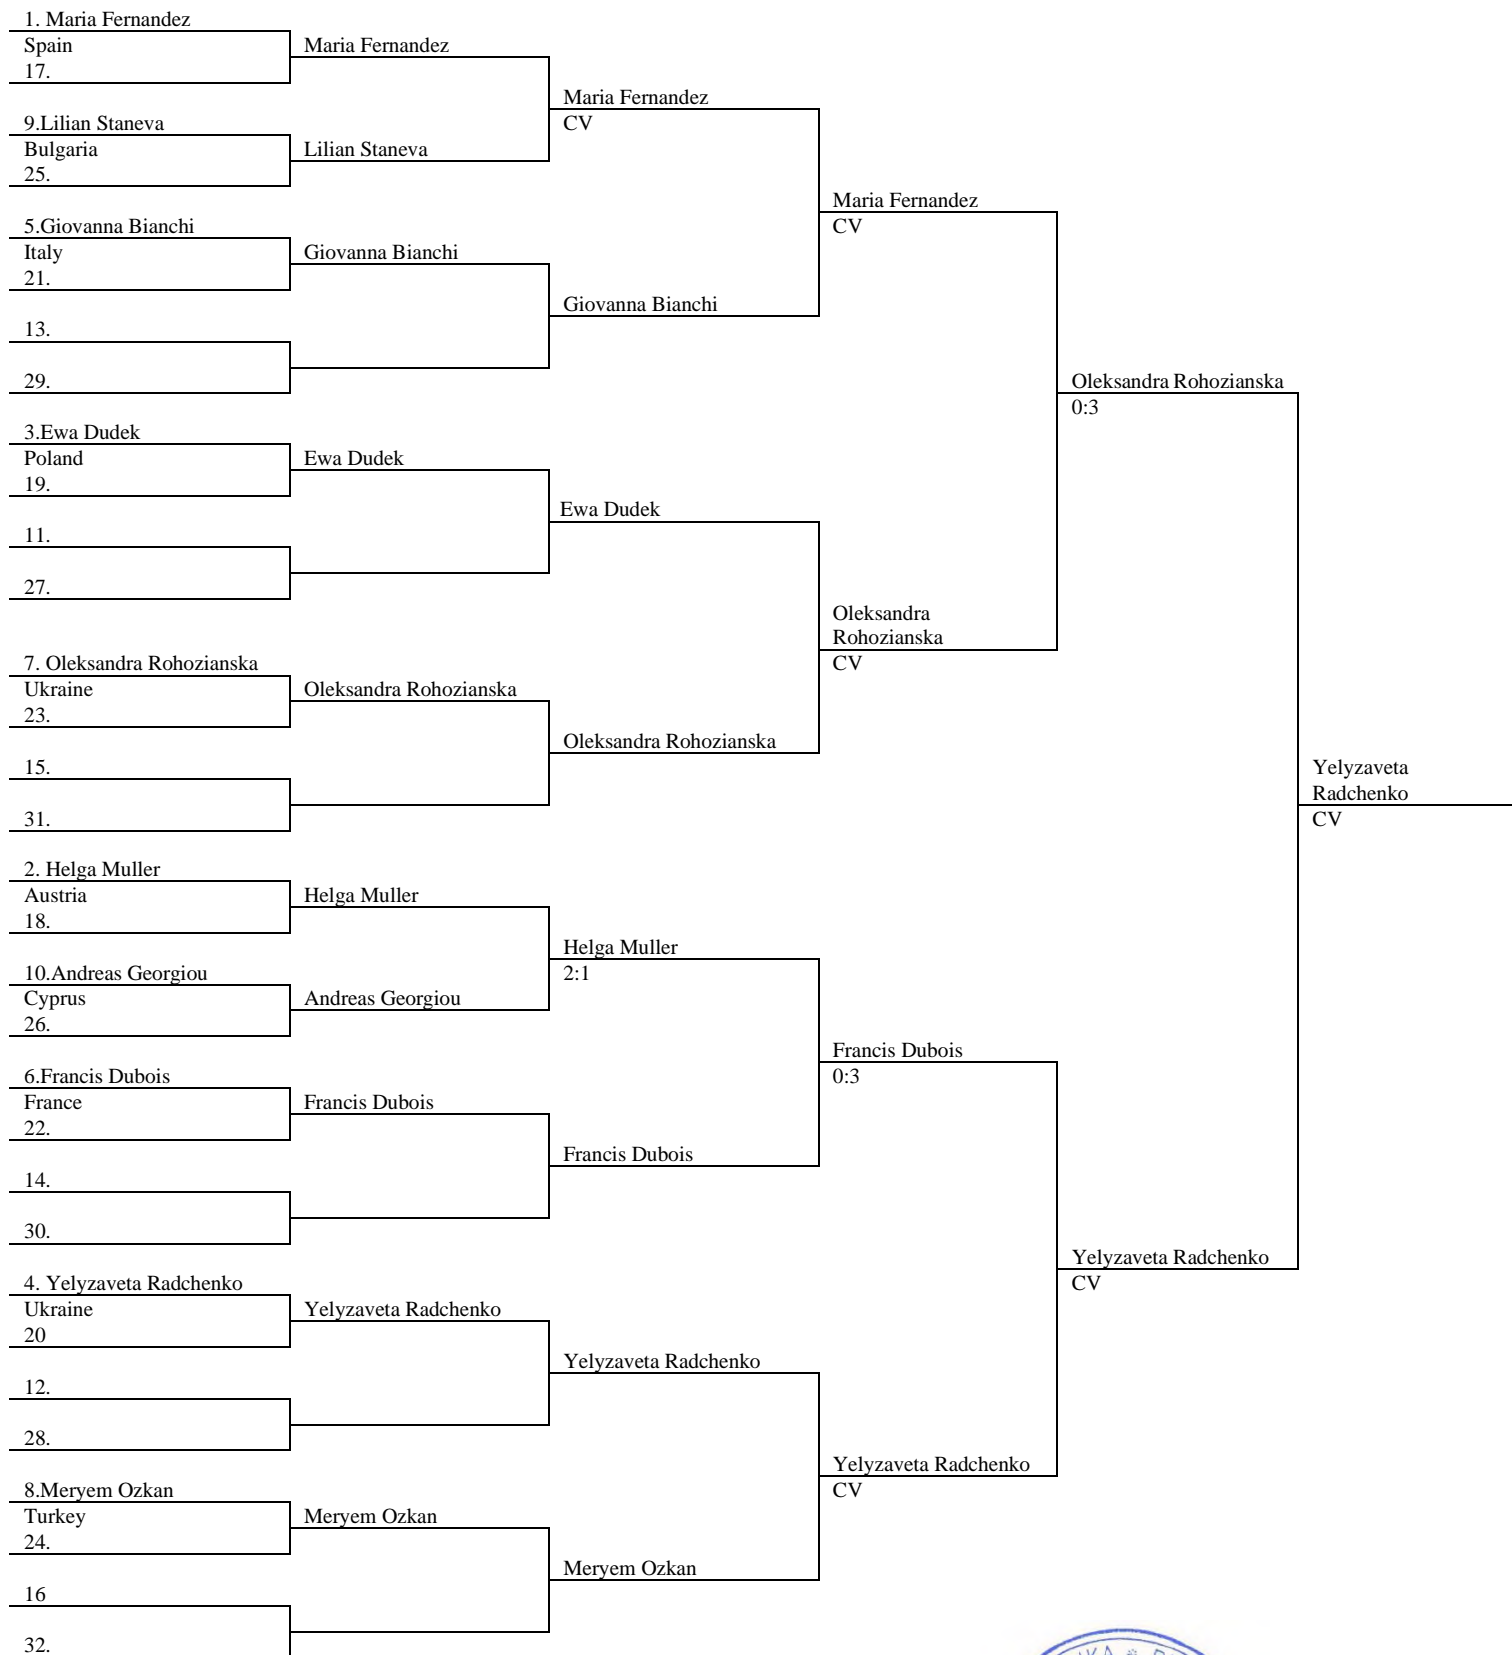 1. Maria Fernandez
Spain
Maria Fernandez
17.
Maria Fernandez
CV
9.Lilian Staneva
Bulgaria
Lilian Staneva
25.
Maria Fernandez
CV
5.Giovanna Bianchi
Italy
Giovanna Bianchi
21.
Giovanna Bianchi
13.
29.
Oleksandra Rohozianska
0:3
3.Ewa Dudek
Poland
Ewa Dudek
19.
Ewa Dudek
11.
27.
Oleksandra
Rohozianska
CV
7. Oleksandra Rohozianska
Ukraine
Oleksandra Rohozianska
23.
Oleksandra Rohozianska
15.
31.
Yelyzaveta
Radchenko
CV
2. Helga Muller
Austria
Helga Muller
18.
Helga Muller
2:1
10.Andreas Georgiou
Cyprus
Andreas Georgiou
26.
Francis Dubois
0:3
6.Francis Dubois
France
Francis Dubois
22.
Francis Dubois
14.
30.
Yelyzaveta Radchenko
CV
4. Yelyzaveta Radchenko
Ukraine
Yelyzaveta Radchenko
20
Yelyzaveta Radchenko
12.
28.
Yelyzaveta Radchenko
CV
8.Meryem Ozkan
Turkey
Meryem Ozkan
24.
Meryem Ozkan
16
32.